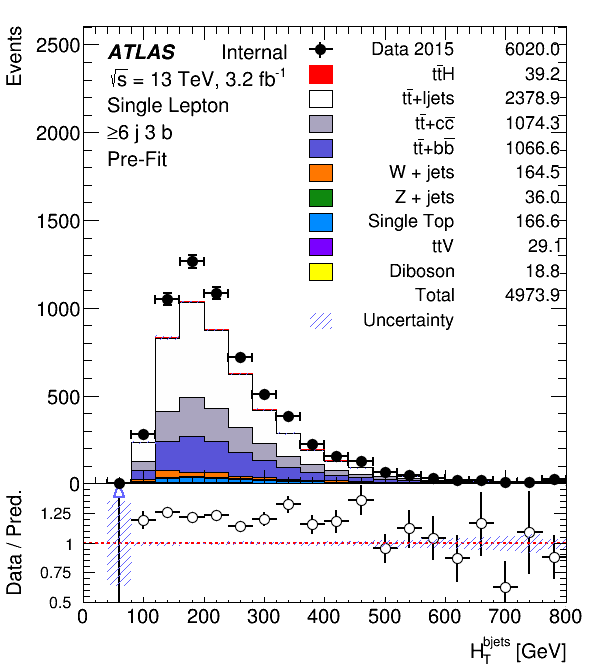 Events
2500
2000
1500
1000
500
0
ATLAS Internal
√s = 13 TeV, 3.2 fb⁻¹
Single Lepton
≥6 j 3 b
Pre-Fit
Data 2015 6020.0
tt̄H 39.2
tt̄+ljets 2378.9
tt̄+cc̄ 1074.3
tt̄+bb̄ 1066.6
W + jets 164.5
Z + jets 36.0
Single Top 166.6
ttV 29.1
Diboson 18.8
Total 4973.9
Uncertainty
Data / Pred.
1.25
1
0.75
0.5
0 100 200 300 400 500 600 700 800
H_T^bjets [GeV]